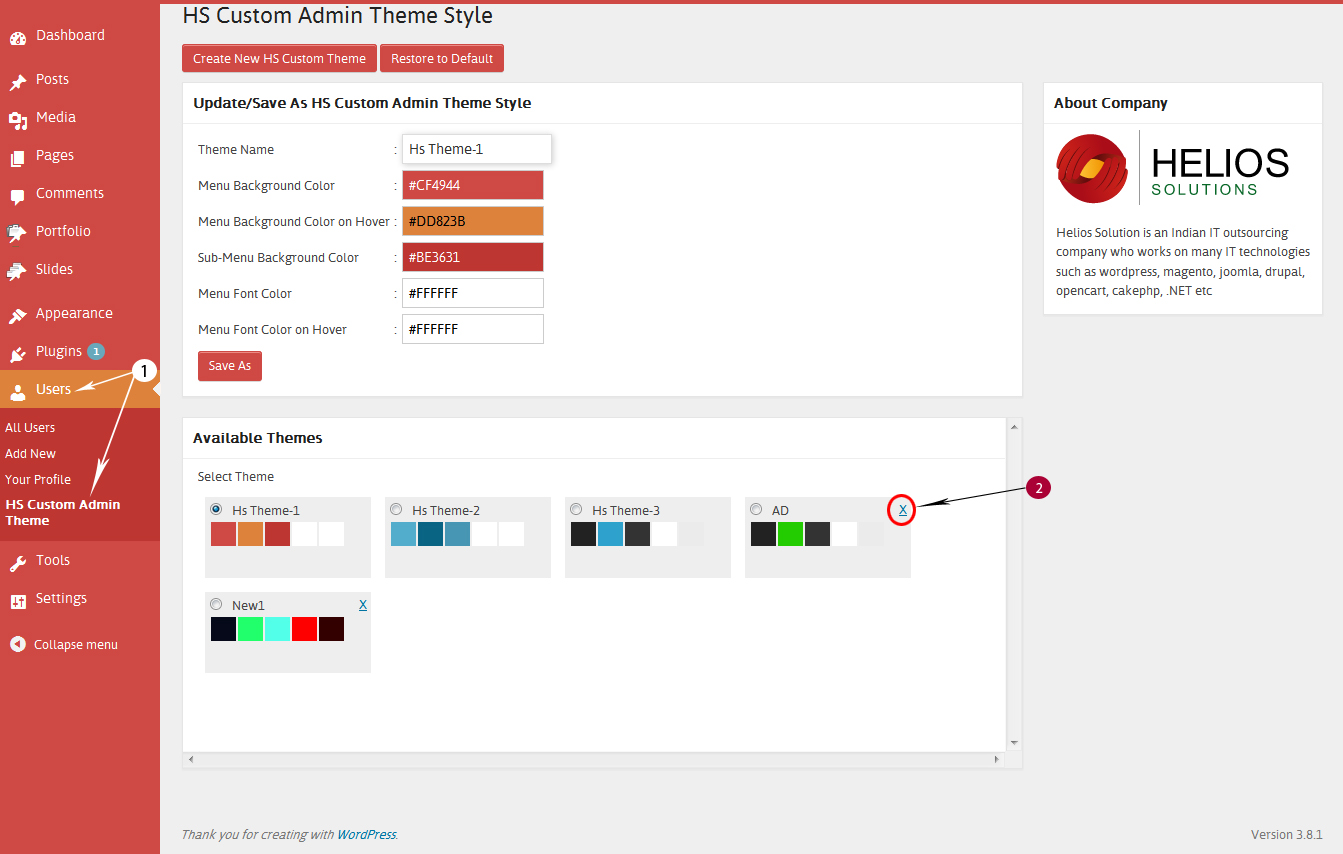 HS Custom Admin Theme Style
Dashboard
Posts
Media
Pages
Comments
Portfolio
Slides
Appearance
Plugins 1
Users
1
All Users
Add New
Your Profile
HS Custom Admin
Theme
Tools
Settings
Collapse menu
Create New HS Custom Theme
Restore to Default
Update/Save As HS Custom Admin Theme Style
Theme Name : Hs Theme-1
Menu Background Color : #CF4944
Menu Background Color on Hover : #DD823B
Sub-Menu Background Color : #BE3631
Menu Font Color : #FFFFFF
Menu Font Color on Hover : #FFFFFF
Save As
About Company
HELIOS
SOLUTIONS
Helios Solution is an Indian IT outsourcing
company who works on many IT technologies
such as wordpress, magento, joomla, drupal,
opencart, cakephp, .NET etc
Available Themes
Select Theme
Hs Theme-1
Hs Theme-2
Hs Theme-3
AD X
2
New1 X
Thank you for creating with WordPress.
Version 3.8.1